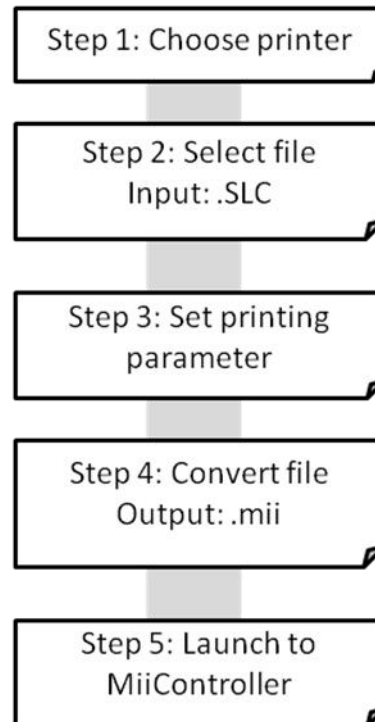 Step 1: Choose printer
Step 2: Select file
Input: .SLC
Step 3: Set printing
parameter
Step 4: Convert file
Output: .mii
Step 5: Launch to
MiiController